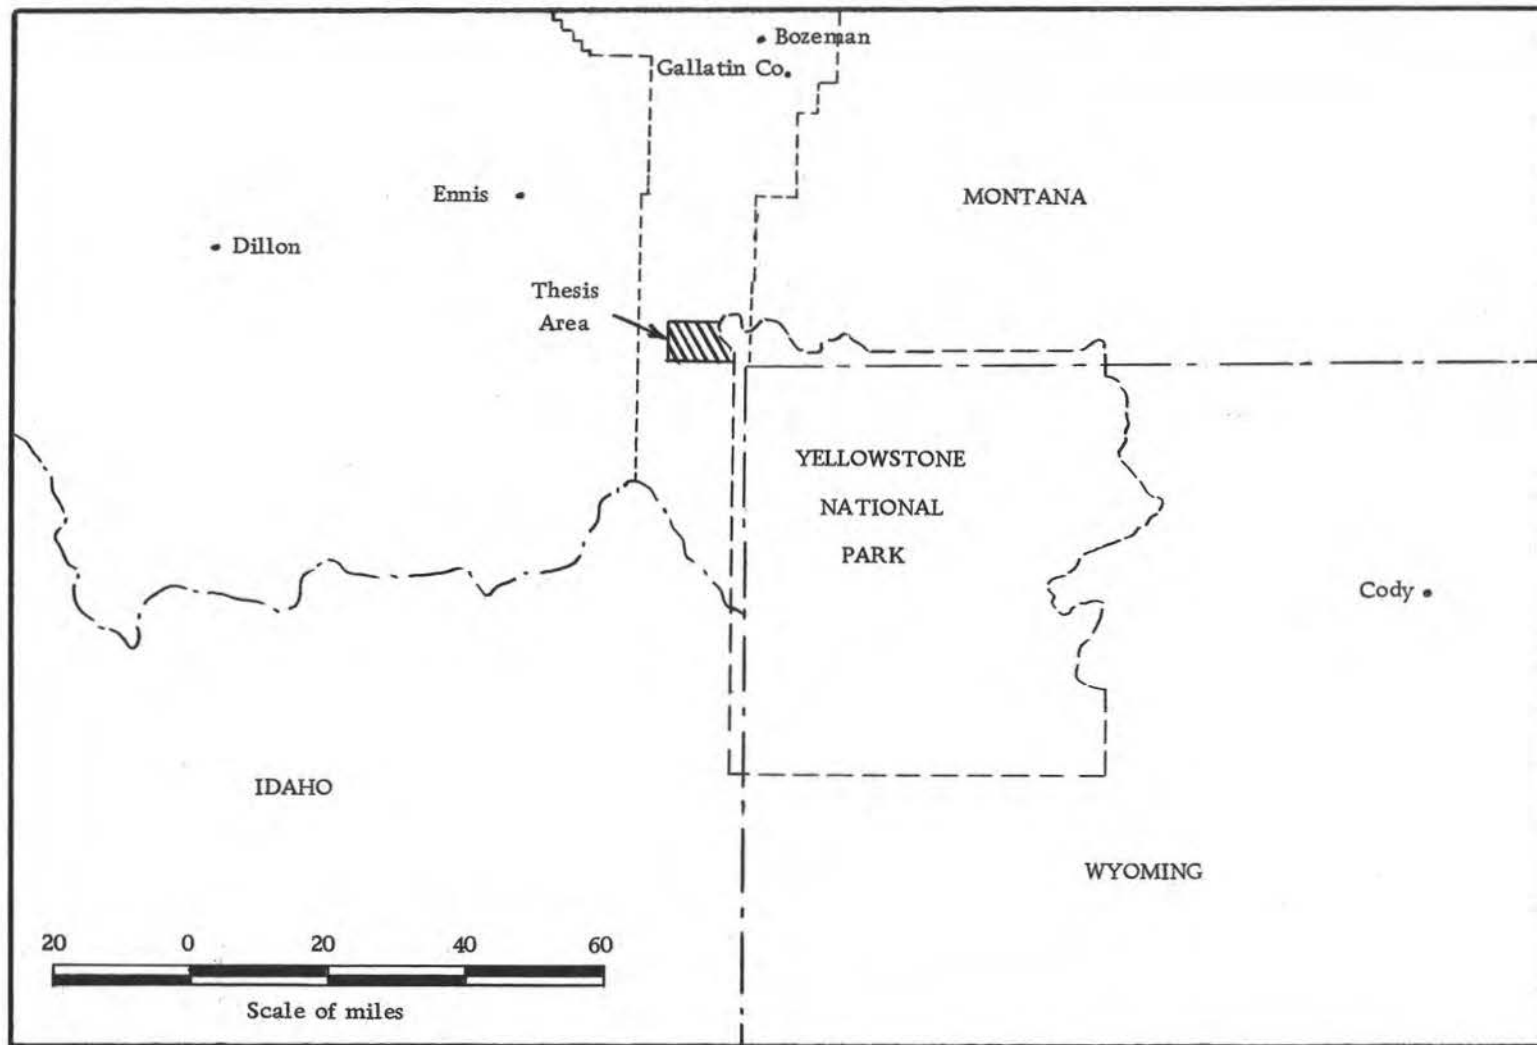 Bozeman
Gallatin Co.
Ennis
MONTANA
Dillon
Thesis
Area
YELLOWSTONE
NATIONAL
PARK
Cody
IDAHO
WYOMING
20 0 20 40 60
Scale of miles